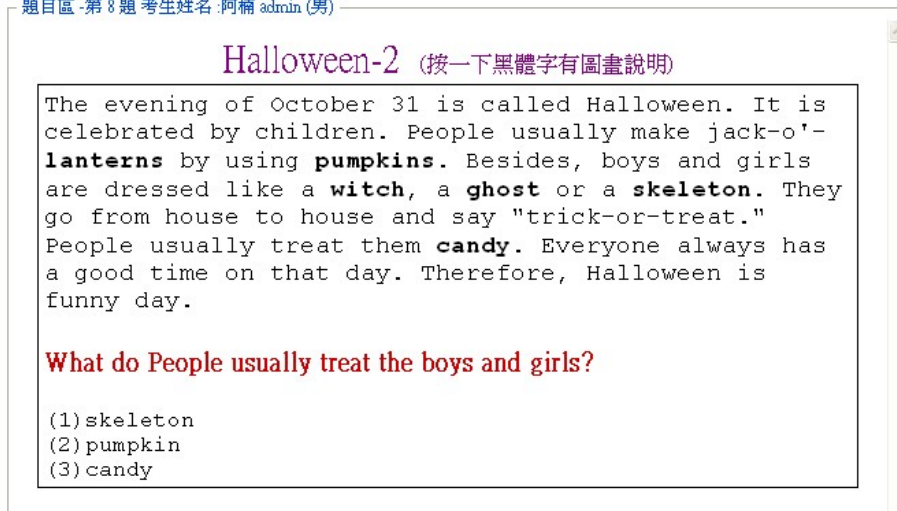 題目區 -第 8 題 考生姓名 :阿楠 admin (男)
Halloween-2 (按一下黑體字有圖畫說明)
The evening of October 31 is called Halloween. It is
celebrated by children. People usually make jack-o'-
lanterns by using pumpkins. Besides, boys and girls
are dressed like a witch, a ghost or a skeleton. They
go from house to house and say "trick-or-treat."
People usually treat them candy. Everyone always has
a good time on that day. Therefore, Halloween is
funny day.
What do People usually treat the boys and girls?
(1)skeleton
(2)pumpkin
(3)candy